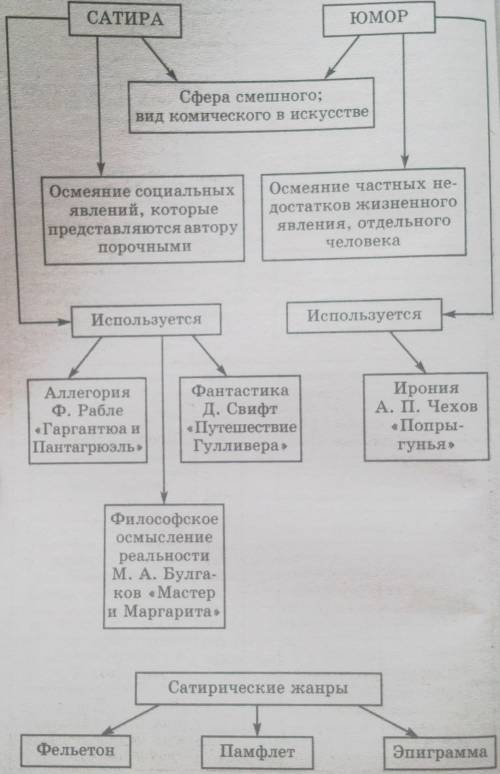 САТИРА
ЮМОР
Сфера смешного;
вид комического в искусстве
Осмеяние социальных
явлений, которые
представляются автору
порочными
Осмеяние частных не-
достатков жизненного
явления, отдельного
человека
Используется
Используется
Аллегория
Ф. Рабле
«Гаргантюа и
Пантагрюэль»
Фантастика
Д. Свифт
«Путешествие
Гулливера»
Ирония
А. П. Чехов
«Попры-
гунья»
Философское
осмысление
реальности
М. А. Булга-
ков «Мастер
и Маргарита»
Сатирические жанры
Фельетон
Памфлет
Эпиграмма